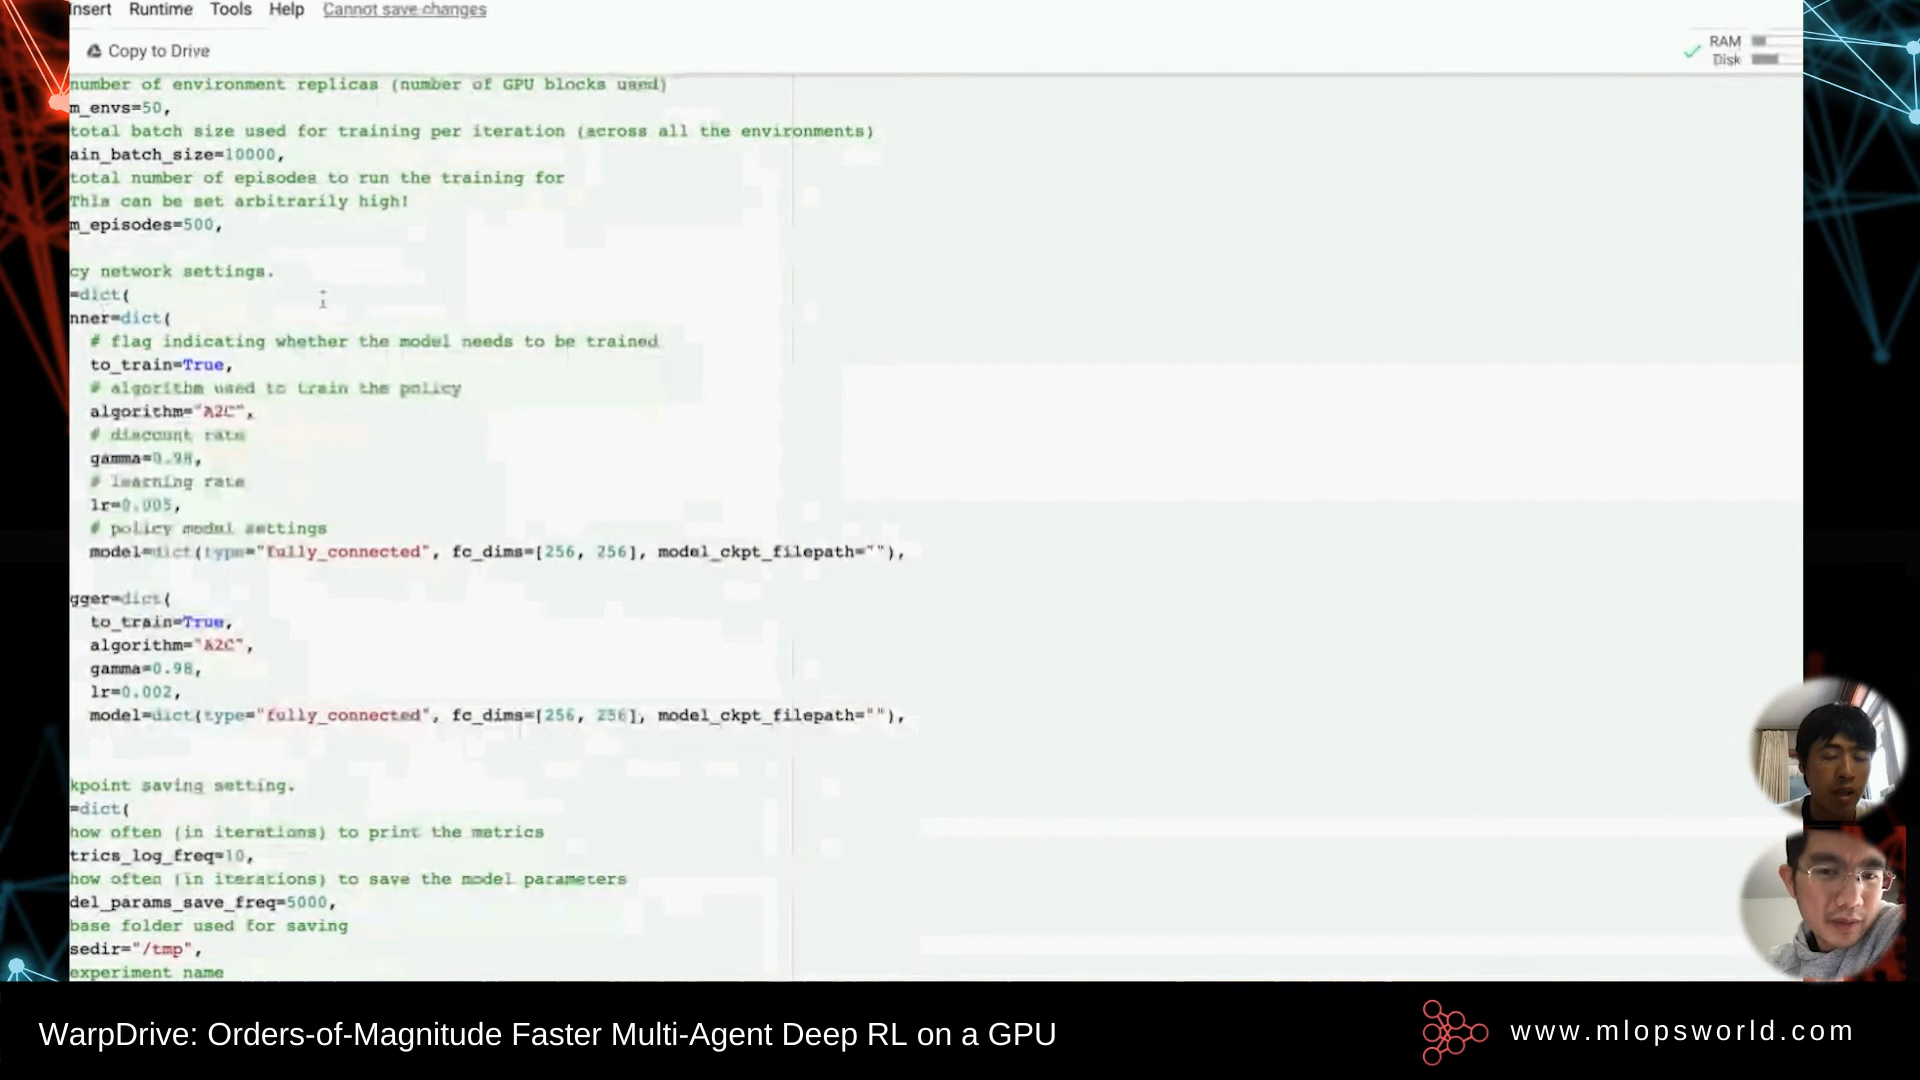 Insert Runtime Tools Help Cannot save changes
Copy to Drive
RAM
Disk
number of environment replicas (number of GPU blocks used)
m_envs=50,
total batch size used for training per iteration (across all the environments)
ain_batch_size=10000,
total number of episodes to run the training for
This can be set arbitrarily high!
m_episodes=500,
cy network settings.
=dict(
nner=dict(
# flag indicating whether the model needs to be trained
to_train=True,
# algorithm used to train the policy
algorithm="A2C",
# discount rate
gamma=0.98,
# learning rate
lr=0.005,
# policy model settings
model=dict(type="fully_connected", fc_dims=[256, 256], model_ckpt_filepath=""),
gger=dict(
to_train=True,
algorithm="A2C",
gamma=0.98,
lr=0.002,
model=dict(type="fully_connected", fc_dims=[256, 256], model_ckpt_filepath=""),
kpoint saving setting.
=dict(
how often (in iterations) to print the metrics
trics_log_freq=10,
how often (in iterations) to save the model parameters
del_params_save_freq=5000,
base folder used for saving
sedir="/tmp",
experiment name
WarpDrive: Orders-of-Magnitude Faster Multi-Agent Deep RL on a GPU
www.mlopsworld.com